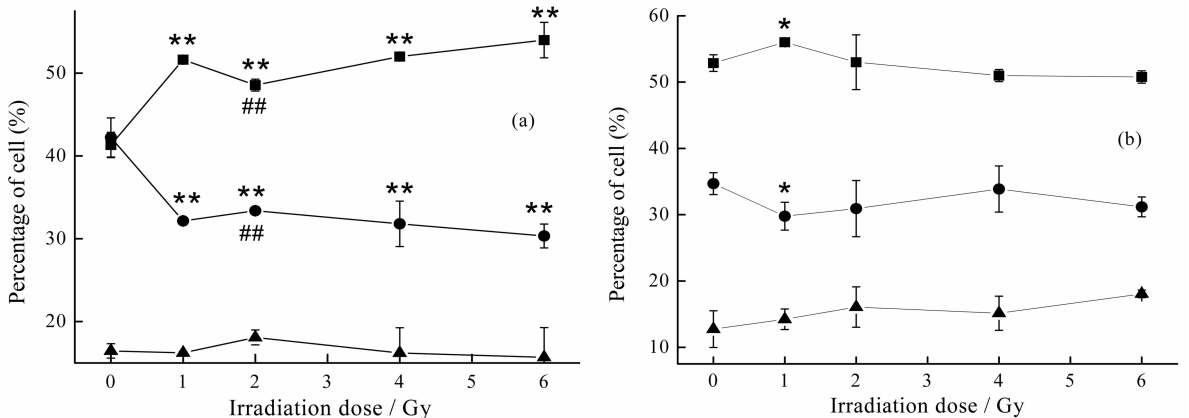 ** ** ** **
##
50
40
30
20
Percentage of cell (%)
(a)
** ** ** **
##
0 1 2 3 4 5 6
Irradiation dose / Gy
60
50
40
30
20
10
Percentage of cell (%)
*
(b)
*
0 1 2 3 4 5 6
Irradiation dose / Gy